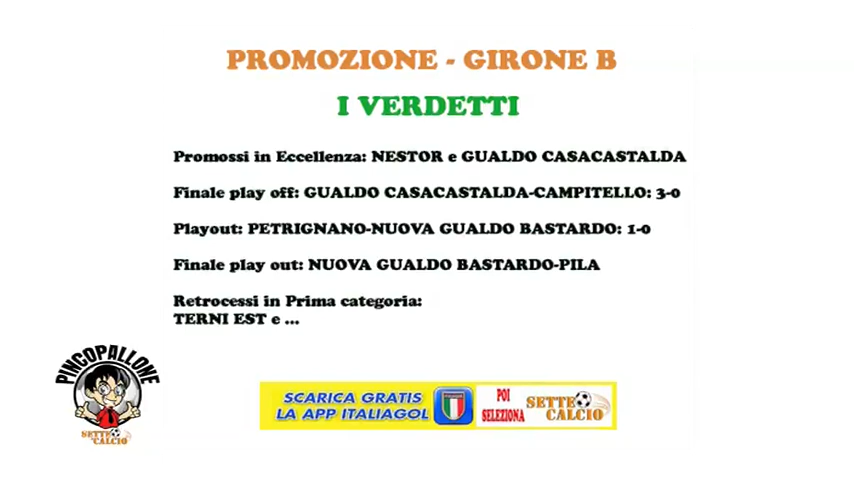 PROMOZIONE - GIRONE B
I VERDETTI
Promossi in Eccellenza: NESTOR e GUALDO CASACASTALDA
Finale play off: GUALDO CASACASTALDA-CAMPITELLO: 3-0
Playout: PETRIGNANO-NUOVA GUALDO BASTARDO: 1-0
Finale play out: NUOVA GUALDO BASTARDO-PILA
Retrocessi in Prima categoria:
TERNI EST e ...
PINCOPALLONE
SETTE
CALCIO
SCARICA GRATIS
LA APP ITALIAGOL
POI
SELEZIONA
SETTE
CALCIO